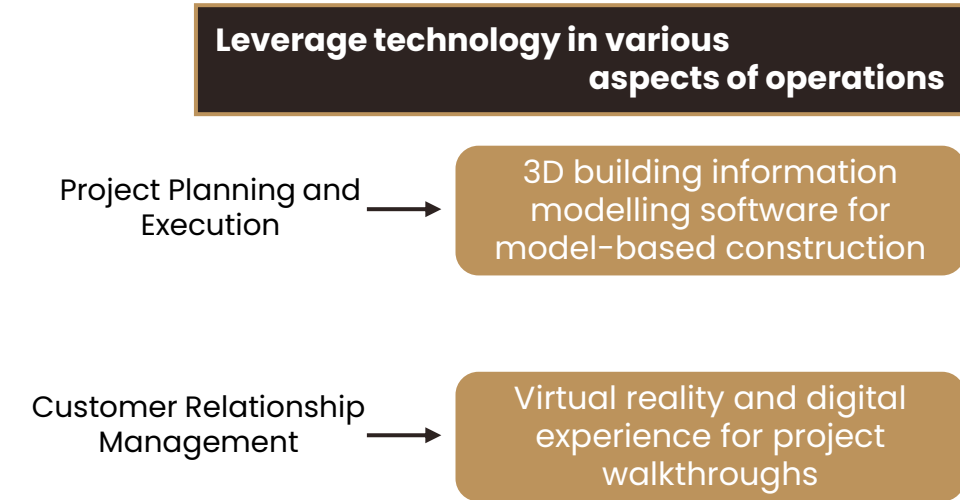 Leverage technology in various
aspects of operations
Project Planning and
Execution
3D building information
modelling software for
model-based construction
Customer Relationship
Management
Virtual reality and digital
experience for project
walkthroughs